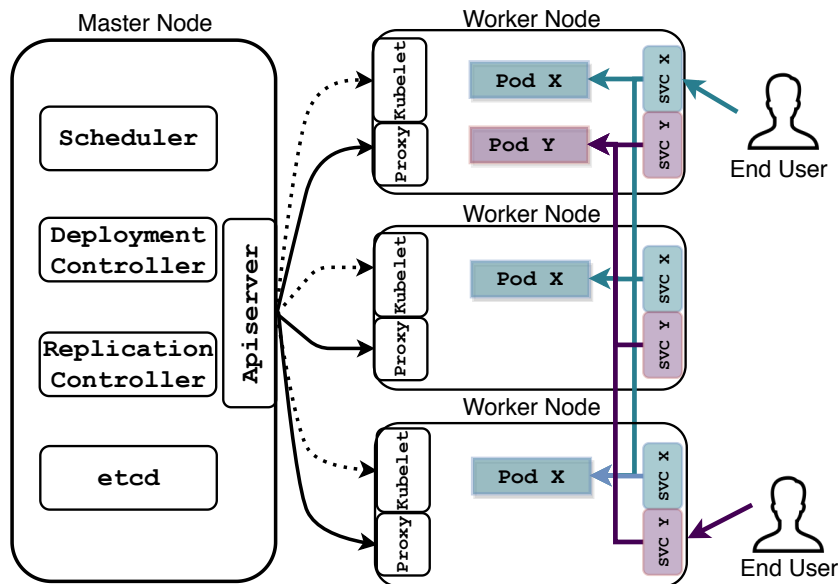 Master Node
Scheduler
Deployment
Controller
Replication
Controller
etcd
Apiserver
Worker Node
Kubelet
Proxy
Pod X
Pod Y
svc X
svc Y
End User
Worker Node
Kubelet
Proxy
Pod X
svc X
svc Y
Worker Node
Kubelet
Proxy
Pod X
svc X
svc Y
End User